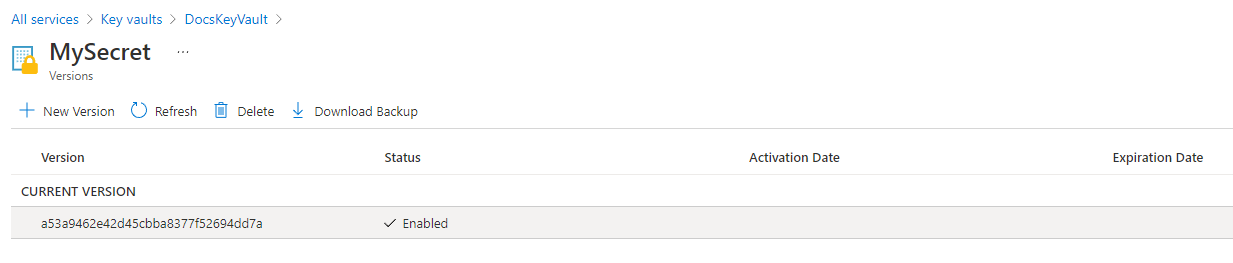 All services > Key vaults > DocsKeyVault >
MySecret ...
Versions
New Version Refresh Delete Download Backup
Version Status Activation Date Expiration Date
CURRENT VERSION
a53a9462e42d45cbba8377f52694dd7a Enabled